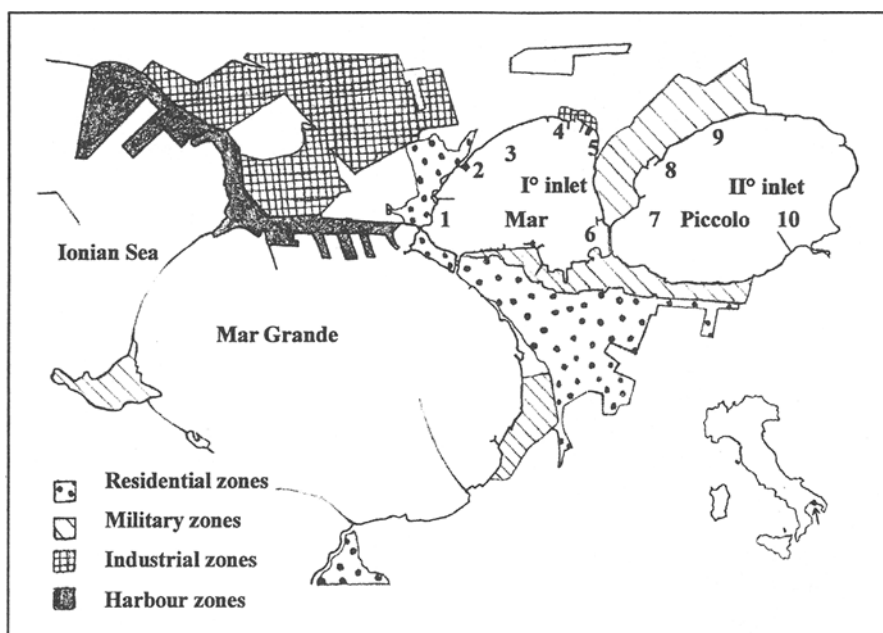 9
4
2
3
5
8
I° inlet
II° inlet
1
Mar
6
7
Piccolo
10
Ionian Sea
Mar Grande
Residential zones
Military zones
Industrial zones
Harbour zones